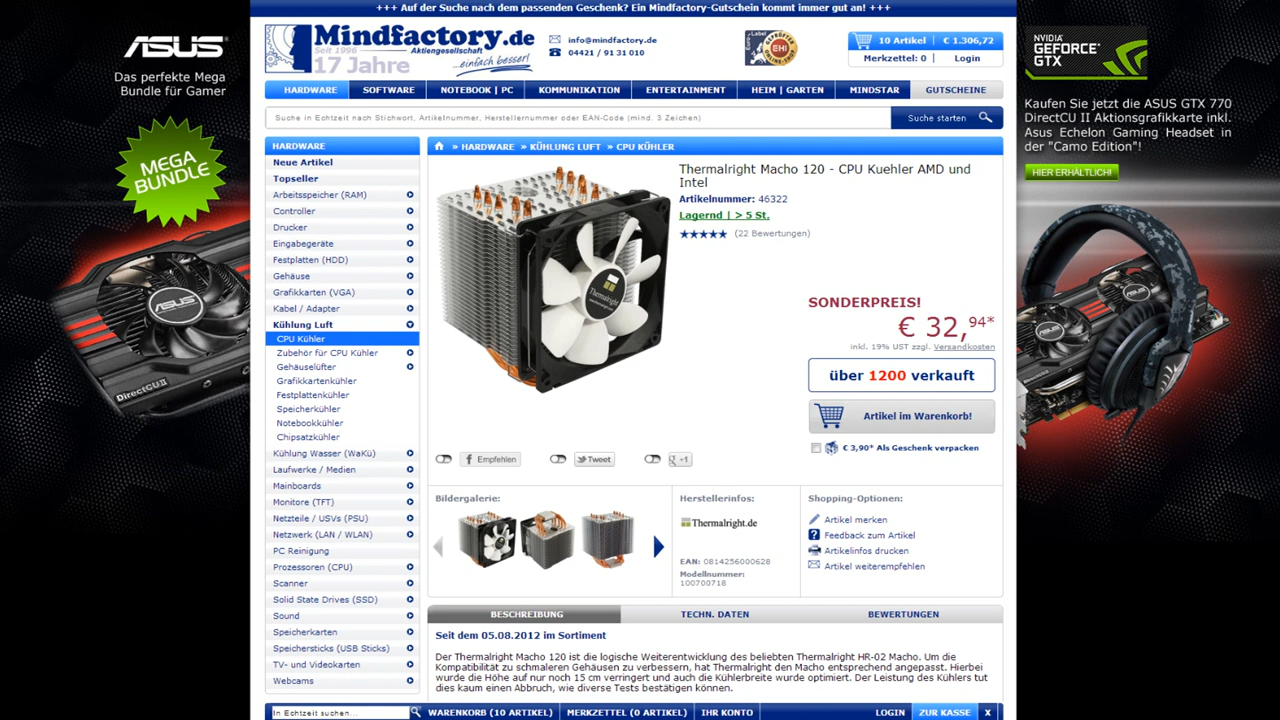 +++ Auf der Suche nach dem passenden Geschenk? Ein Mindfactory-Gutschein kommt immer gut an! +++
ASUS
Das perfekte Mega
Bundle für Gamer
MEGA
BUNDLE
ASUS
DirectCU II
Mindfactory.de
Seit 1996
Aktiengesellschaft
17 Jahre
...einfach besser!
info@mindfactory.de
04421 / 91 31 010
EHI
10 Artikel | € 1.306,72
Merkzettel: 0 | Login
NVIDIA
GEFORCE
GTX
Kaufen Sie jetzt die ASUS GTX 770
DirectCU II Aktionsgrafikkarte inkl.
Asus Echelon Gaming Headset in
der "Camo Edition"!
HIER ERHÄLTLICH!
ASUS
ASUS
HARDWARE
SOFTWARE
NOTEBOOK | PC
KOMMUNIKATION
ENTERTAINMENT
HEIM | GARTEN
MINDSTAR
GUTSCHEINE
Suche in Echtzeit nach Stichwort, Artikelnummer, Herstellernummer oder EAN-Code (mind. 3 Zeichen)
Suche starten
HARDWARE
Neue Artikel
Topseller
Arbeitsspeicher (RAM)
Controller
Drucker
Eingabegeräte
Festplatten (HDD)
Gehäuse
Grafikkarten (VGA)
Kabel / Adapter
Kühlung Luft
CPU Kühler
Zubehör für CPU Kühler
Gehäuselüfter
Grafikkartenkühler
Festplattenkühler
Speicherkühler
Notebookkühler
Chipsatzkühler
Kühlung Wasser (WaKü)
Laufwerke / Medien
Mainboards
Monitore (TFT)
Netzteile / USVs (PSU)
Netzwerk (LAN / WLAN)
PC Reinigung
Prozessoren (CPU)
Scanner
Solid State Drives (SSD)
Sound
Speicherkarten
Speichersticks (USB Sticks)
TV- und Videokarten
Webcams
» HARDWARE » KÜHLUNG LUFT » CPU KÜHLER
Thermalright
Thermalright Macho 120 - CPU Kuehler AMD und
Intel
Artikelnummer: 46322
Lagernd | > 5 St.
(22 Bewertungen)
SONDERPREIS!
€ 32,94*
inkl. 19% UST zzgl. Versandkosten
über 1200 verkauft
Artikel im Warenkorb!
€ 3,90* Als Geschenk verpacken
Empfehlen
Tweet
+1
Bildergalerie:
Herstellerinfos:
Thermalright.de
EAN: 0814256000628
Modellnummer:
100700718
Shopping-Optionen:
Artikel merken
Feedback zum Artikel
Artikelinfos drucken
Artikel weiterempfehlen
BESCHREIBUNG
TECHN. DATEN
BEWERTUNGEN
Seit dem 05.08.2012 im Sortiment
Der Thermalright Macho 120 ist die logische Weiterentwicklung des beliebten Thermalright HR-02 Macho. Um die
Kompatibilität zu schmaleren Gehäusen zu verbessern, hat Thermalright den Macho entsprechend angepasst. Hierbei
wurde die Höhe auf nur noch 15 cm verringert und auch die Kühlerbreite wurde optimiert. Der Leistung des Kühlers tut
dies kaum einen Abbruch, wie diverse Tests bestätigen können.
In Echtzeit suchen...
WARENKORB (10 ARTIKEL)
MERKZETTEL (0 ARTIKEL)
IHR KONTO
LOGIN
ZUR KASSE
X